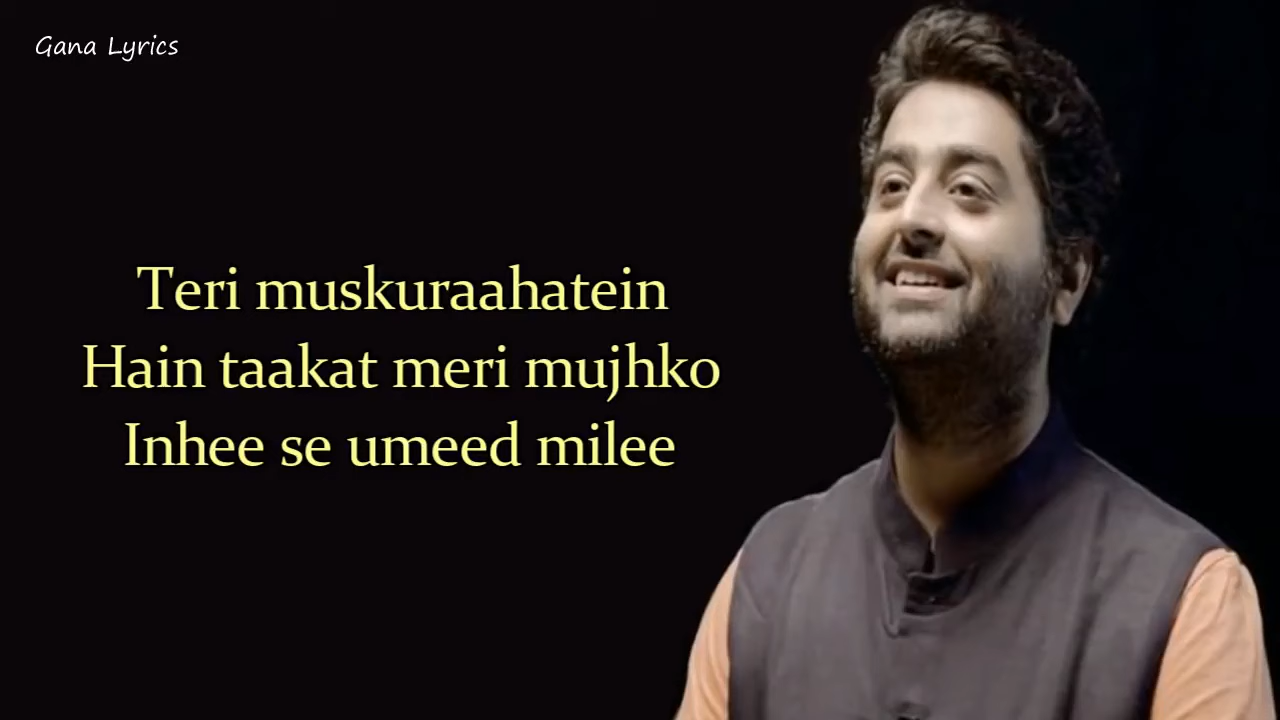 Gana Lyrics
Teri muskuraahatein
Hain taakat meri mujhko
Inhee se umeed milee